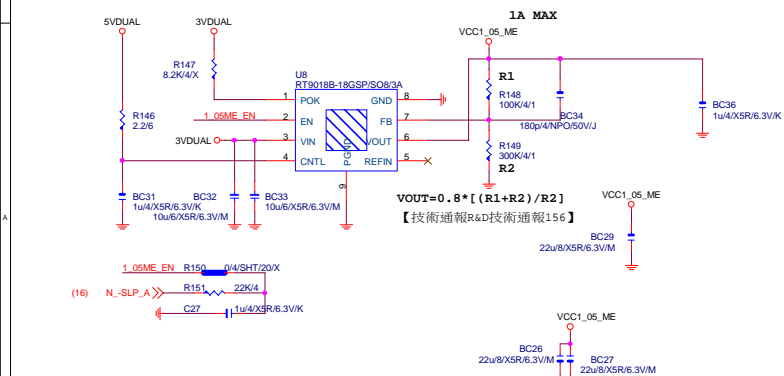 1A MAX
5VDUAL
3VDUAL
VCC1_05_ME
R147
8.2K/4/X
U8
RT9018B-18GSP/SO8/3A
R146
2.2/6
1_05ME_EN
3VDUAL
1
POK
2
EN
3
VIN
4
CNTL
GND
8
FB
7
VOUT
6
REFIN
5
PGND
9
R1
R148
100K/4/1
BC34
180p/4/NPO/50V/J
R149
300K/4/1
R2
BC36
1u/4/X5R/6.3V/K
BC31
1u/4/X5R/6.3V/K
BC32
10u/6/X5R/6.3V/M
BC33
10u/6/X5R/6.3V/M
VOUT=0.8*[(R1+R2)/R2]
【技術通報R&D技術通報156】
VCC1_05_ME
BC29
22u/8/X5R/6.3V/M
A
1_05ME_EN
R150
0/4/SHT/20/X
(16)
N_-SLP_A
R151
22K/4
C27
1u/4/X5R/6.3V/K
VCC1_05_ME
BC26
22u/8/X5R/6.3V/M
BC27
22u/8/X5R/6.3V/M